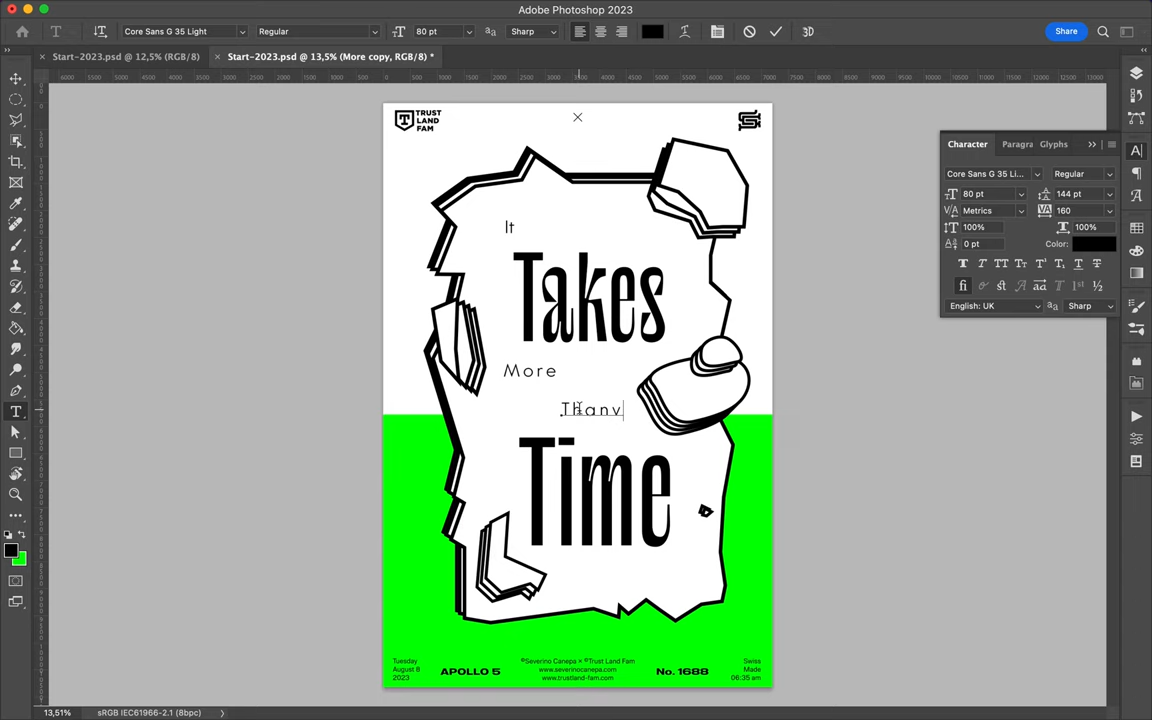 Adobe Photoshop 2023
Core Sans G 35 Light
Regular
80 pt
Sharp
3D
Share
Start-2023.psd @ 12,5% (RGB/8)
Start-2023.psd @ 13,5% (More copy, RGB/8) *
TRUST
LAND
FAM
It
Takes
More
Thanv
Time
Tuesday
August 8
2023
APOLLO 5
©Severino Canepa × ©Trust Land Fam
www.severinocanepa.com
www.trustland-fam.com
No. 1688
Swiss
Made
06:35 am
Character
Paragra
Glyphs
Core Sans G 35 Li...
Regular
80 pt
144 pt
Metrics
160
100%
100%
0 pt
Color:
English: UK
Sharp
13,51%
sRGB IEC61966-2.1 (8bpc)